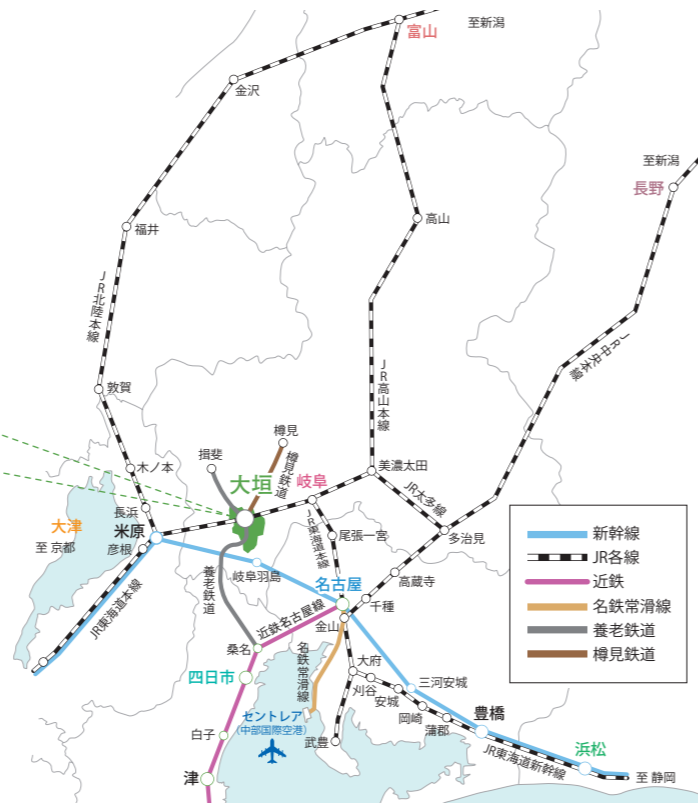 富山
至新潟
金沢
至新潟
長野
高山
福井
JR北陸本線
JR中央本線
JR高山本線
敦賀
樽見
揖斐
樽見鉄道
木ノ本
大垣
岐阜
美濃太田
JR太多線
長浜
大津
米原
至 京都
彦根
JR東海道本線
尾張一宮
多治見
岐阜羽島
高蔵寺
名古屋
千種
養老鉄道
JR東海道本線
近鉄名古屋線
金山
桑名
名鉄常滑線
大府
四日市
刈谷
安城
三河安城
岡崎
蒲郡
豊橋
セントレア
(中部国際空港)
白子
武豊
JR東海道新幹線
浜松
津
至 静岡
新幹線
JR各線
近鉄
名鉄常滑線
養老鉄道
樽見鉄道